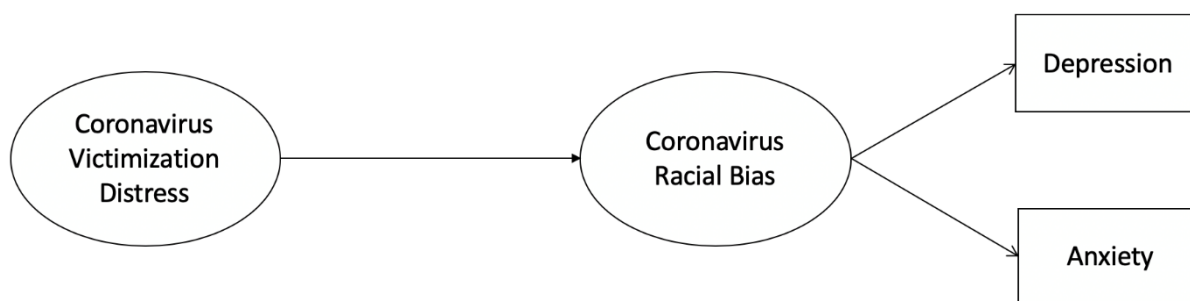 Coronavirus
Victimization
Distress
Coronavirus
Racial Bias
Depression
Anxiety